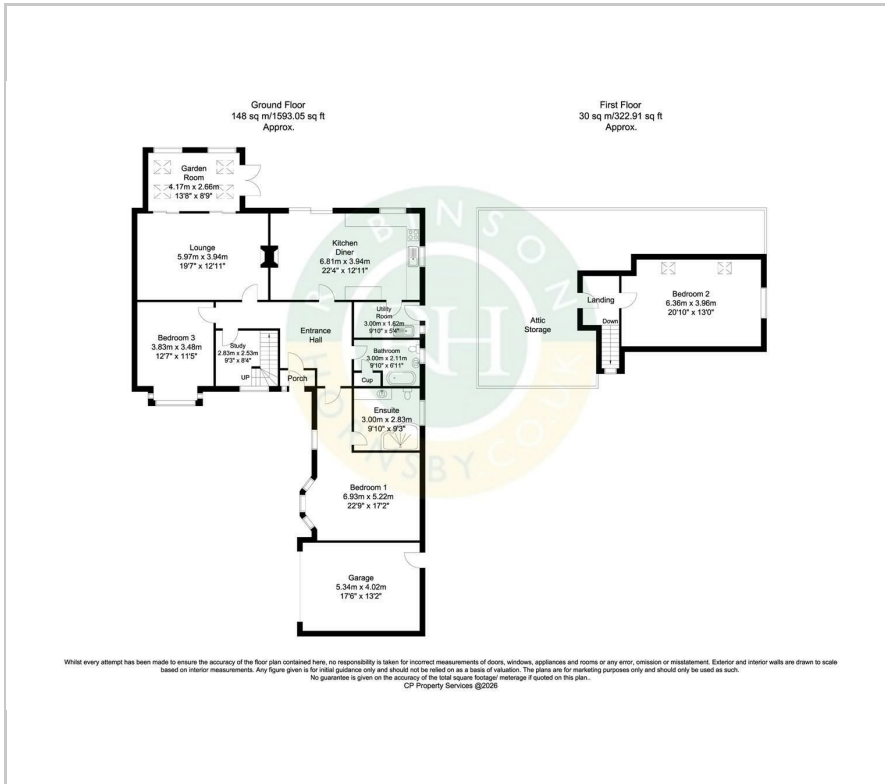 Ground Floor
148 sq m/1593.05 sq ft
Approx.
First Floor
30 sq m/322.91 sq ft
Approx.
Garden
Room
4.17m x 2.66m
13'8" x 8'9"
Lounge
5.97m x 3.94m
19'7" x 12'11"
Kitchen
Diner
6.81m x 3.94m
22'4" x 12'11"
Utility
Room
3.00m x 1.62m
9'10" x 5'4"
Entrance
Hall
Bedroom 3
3.83m x 3.48m
12'7" x 11'5"
Study
2.83m x 2.53m
9'3" x 8'4"
UP
Porch
Bathroom
3.00m x 2.11m
9'10" x 6'11"
Cup
Ensuite
3.00m x 2.83m
9'10" x 9'3"
Bedroom 1
6.93m x 5.22m
22'9" x 17'2"
Garage
5.34m x 4.02m
17'6" x 13'2"
Landing
Down
Bedroom 2
6.36m x 3.96m
20'10" x 13'0"
Attic
Storage
Whilst every attempt has been made to ensure the accuracy of the floor plan contained here, no responsibility is taken for incorrect measurements of doors, windows, appliances and rooms or any error, omission or misstatement. Exterior and interior walls are drawn to scale
based on interior measurements. Any figure given is for initial guidance only and should not be relied on as a basis of valuation. The plans are for marketing purposes only and should only be used as such.
No guarantee is given on the accuracy of the total square footage/ meterage if quoted on this plan..
CP Property Services @2026